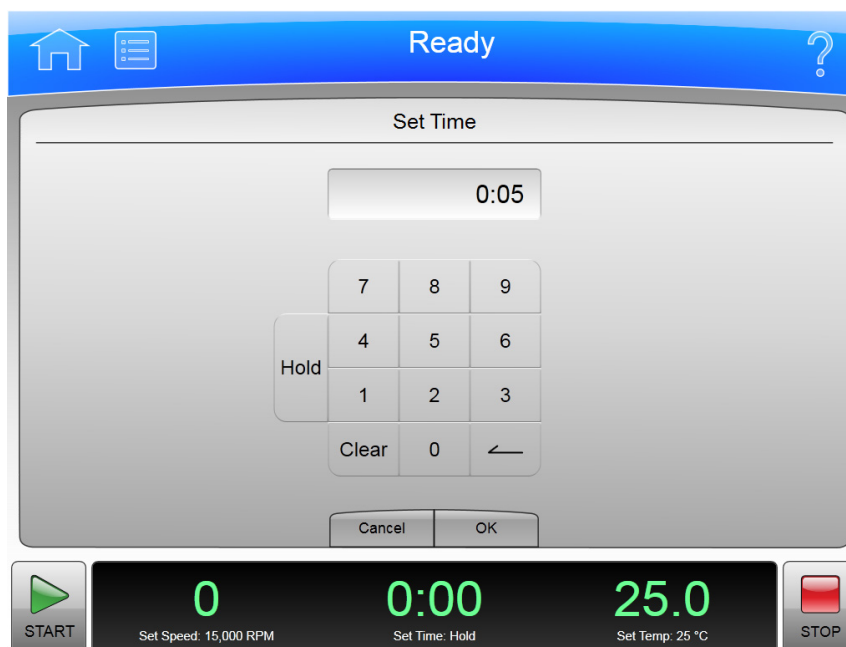 Ready
Set Time
0:05
7 8 9
4 5 6
Hold
1 2 3
Clear 0
Cancel OK
0 0:00 25.0
START Set Speed: 15,000 RPM Set Time: Hold Set Temp: 25 °C STOP